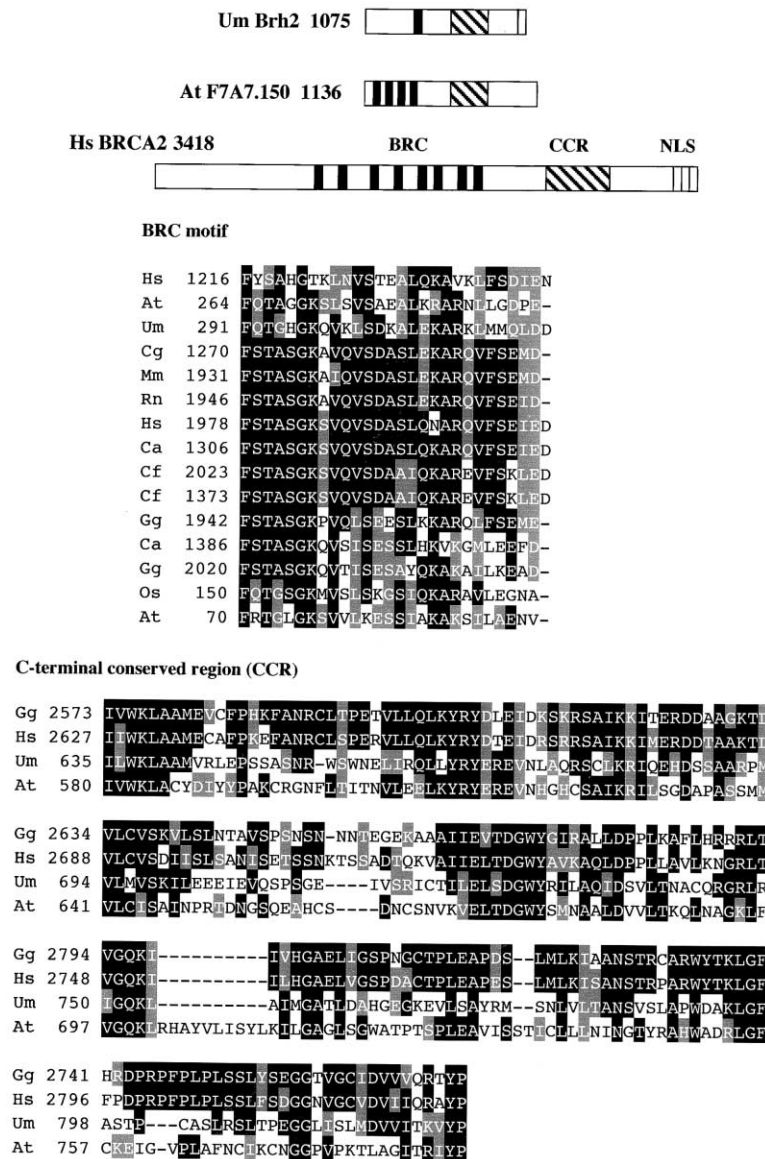 Um Brh2 1075
At F7A7.150 1136
Hs BRCA2 3418 BRC CCR NLS
BRC motif
Hs 1216 FYSAHGTKLNVSTEALQKAVKLFSDIEN
At 264 FQTAGGKSLSVSAEALKRARNLLGDPE-
Um 291 FQTGHGKQVKLSDKALEKARKLMMQLDD
Cg 1270 FSTASGKAVQVSDASLEKARQVFSEMD-
Mm 1931 FSTASGKAIQVSDASLEKARQVFSEMD-
Rn 1946 FSTASGKAVQVSDASLEKARQVFSEID-
Hs 1978 FSTASGKSVQVSDASLQNARQVFSEIED
Ca 1306 FSTASGKSVQVSDASLQKARQVFSEIED
Cf 2023 FSTASGKSVQVSDAAIQKAREVFSKLED
Cf 1373 FSTASGKSVQVSDAAIQKAREVFSKLED
Gg 1942 FSTASGKPVQLSEESLKKARQLFSEME-
Ca 1386 FSTASGKQVSISESSLHKVKGMLEEFD-
Gg 2020 FSTASGKQVTISESAYQKAKAILKEAD-
Os 150 FQTGSGKMVSLSKGSIQKARAVLEGNA-
At 70 FRTGLGKSVVLKESSIAKAKSILAENV-
C-terminal conserved region (CCR)
Gg 2573 IVWKLAAMEVCFPHKFANRCLTPETVLLQLKYRYDLEIDKSKRSAIKKITERDDAAGKTL
Hs 2627 IIWKLAAMECAFPKEFANRCLSPERVLLQLKYRYDTEIDRSRRSAIKKIMERDDTAAKTL
Um 635 ILWKLAAMVRLEPSSASNR-WSWNELIRQLLYRYEREVNLAQRSCLKRIQEHDSSAARPM
At 580 IVWKLACYDIYYPAKCRGNFLTITNVLEELKYRYEREVNHGHCSAIKRILSGDAPASSMM
Gg 2634 VLCVSKVLSLNTAVSPSNSN-NNTEGEKAAAIIEVTDGWYGIRALLDPPLKAFLHRRRLT
Hs 2688 VLCVSDIISLSANISETSSNKTSSADTQKVAIIELTDGWYAVKAQLDPPLLAVLKNGRLT
Um 694 VLMVSKILEEEIEVQSPSGE----IVSRICTILELSDGWYRILAQIDSVLTNACQRGRLR
At 641 VLCISAINPRTDNGSQEAHCS----DNCSNVKVELTDGWYSMNAALDVVLTKQLNAGKLF
Gg 2794 VGQKI-----------IVHGAELIGSPNGCTPLEAPDS--LMLKIAANSTRCARWYTKLGF
Hs 2748 VGQKI-----------ILHGAELVGSPDACTPLEAPES--LMLKISANSTRPARWYTKLGF
Um 750 IGQKL-----------AIMGATLDAHGEGKEVLSAYRM--SNLVLTANSVSLAPWDAKLGF
At 697 VGQKLRHAYVLISYLKILGAGLSGWATPTSPLEAVISSTICLLLNINGTYRAHWADRLGF
Gg 2741 HRDPRPFPLPLSSLYSEGGTVGCIDVVVQRTYP
Hs 2796 FPDPRPFPLPLSSLFSDGGNVGCVDVIIQRAYP
Um 798 ASTP---CASLRSLTPEGGLISLMDVVITKVYP
At 757 CKEIG-VPLAFNCIKCNGGPVPKTLAGITRIYP